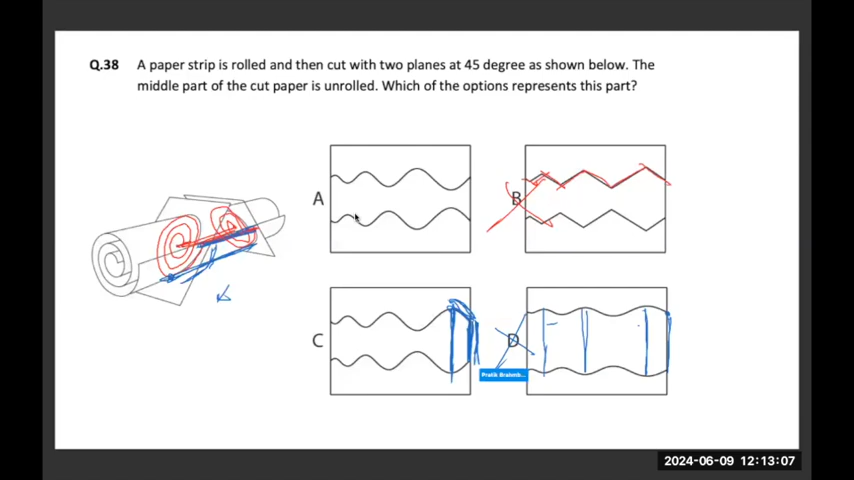 Q.38 A paper strip is rolled and then cut with two planes at 45 degree as shown below. The
middle part of the cut paper is unrolled. Which of the options represents this part?
A
B
C
D
Pratik Brahmb...
2024-06-09 12:13:07